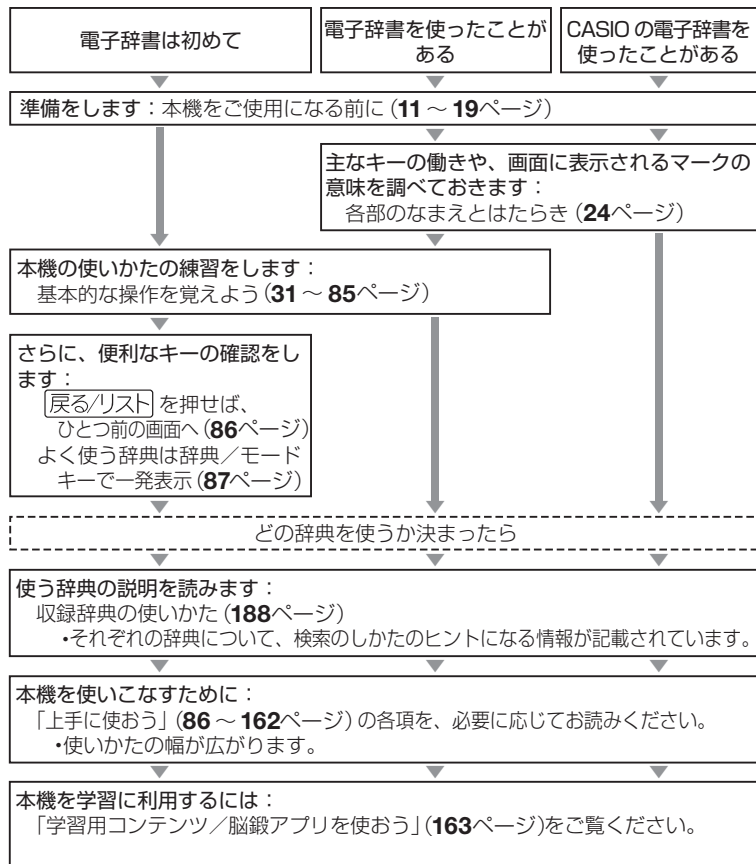 電子辞書は初めて
電子辞書を使ったことが
ある
CASIO の電子辞書を
使ったことがある
準備をします：本機をご使用になる前に（11 ～ 19ページ）
主なキーの働きや、画面に表示されるマークの
意味を調べておきます：
各部のなまえとはたらき（24ページ）
本機の使いかたの練習をします：
基本的な操作を覚えよう（31 ～ 85ページ）
さらに、便利なキーの確認をし
ます：
戻る/リスト を押せば、
ひとつ前の画面へ（86ページ）
よく使う辞典は辞典／モード
キーで一発表示（87ページ）
どの辞典を使うか決まったら
使う辞典の説明を読みます：
収録辞典の使いかた（188ページ）
•それぞれの辞典について、検索のしかたのヒントになる情報が記載されています。
本機を使いこなすために：
「上手に使おう」（86 ～ 162ページ）の各項を、必要に応じてお読みください。
•使いかたの幅が広がります。
本機を学習に利用するには：
「学習用コンテンツ／脳鍛アプリを使おう」（163ページ）をご覧ください。